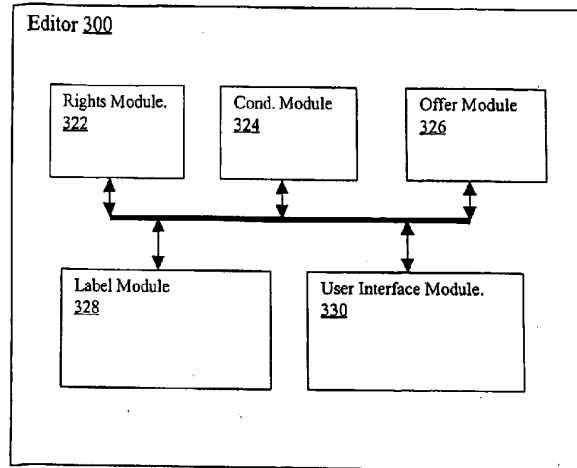 Editor 300
Rights Module.
322
Cond. Module
324
Offer Module
326
Label Module
328
User Interface Module.
330